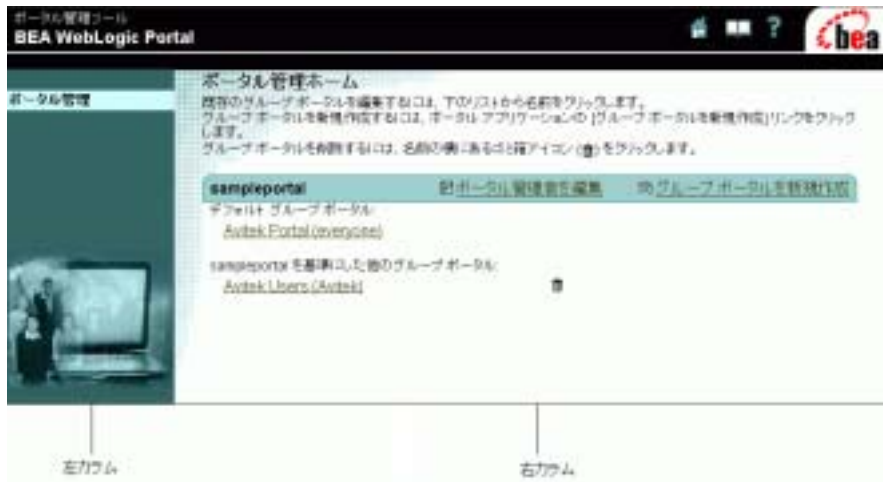 ポータル管理ツール
BEA WebLogic Portal
?
bea
ポータル管理
ポータル管理ホーム
既存のグループ ポータルを編集するには、下のリストから名前をクリックします。
グループ ポータルを新規作成するには、ポータル アプリケーションの [グループ ポータルを新規作成] リンクをクリック
します。
グループ ポータルを削除するには、名前の横にあるごみ箱アイコン ( ) をクリックします。
sampleportal ポータル管理者を編集 グループ ポータルを新規作成
デフォルト グループ ポータル:
Avitek Portal (everyone)
sampleportal を基準にした他のグループ ポータル:
Avitek Users (Avitek)
左カラム
右カラム